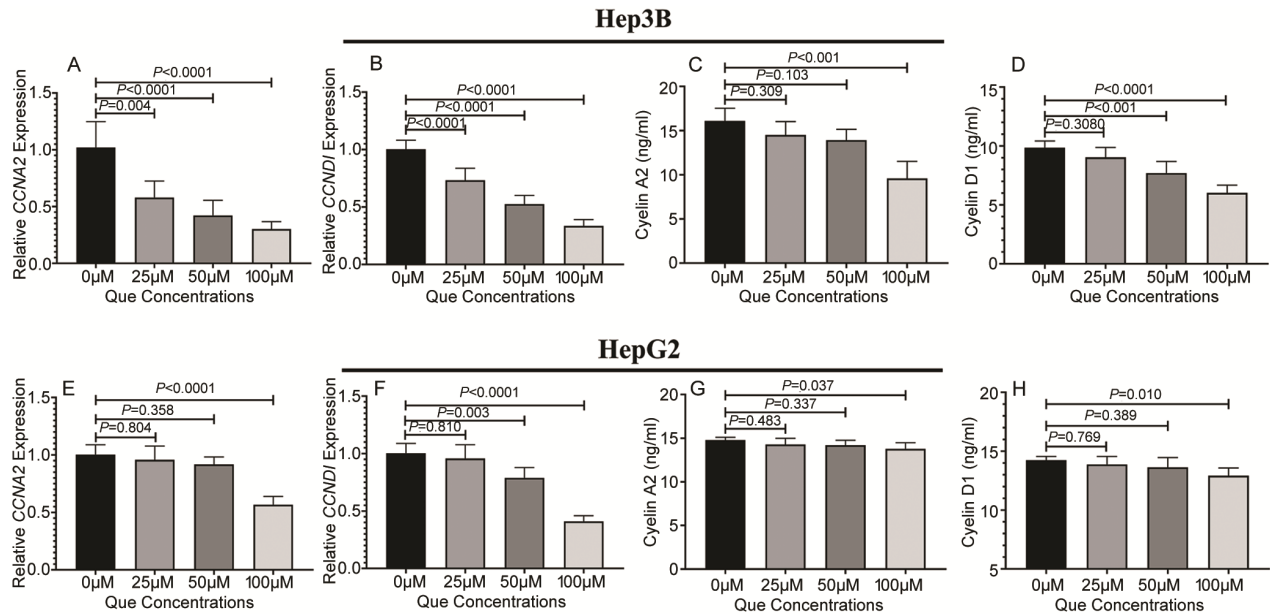 Hep3B
A
Relative CCNA2 Expression
1.5
1.0
0.5
0.0
P<0.0001
P<0.0001
P=0.004
0µM 25µM 50µM 100µM
Que Concentrations
B
Relative CCNDI Expression
1.5
1.0
0.5
0.0
P<0.0001
P<0.0001
P<0.0001
0µM 25µM 50µM 100µM
Que Concentrations
C
Cyelin A2 (ng/ml)
20
15
10
5
0
P<0.001
P=0.103
P=0.309
0µM 25µM 50µM 100µM
Que Concentrations
D
Cyelin D1 (ng/ml)
15
10
5
0
P<0.0001
P<0.001
P=0.3080
0µM 25µM 50µM 100µM
Que Concentrations
HepG2
E
Relative CCNA2 Expression
1.5
1.0
0.5
0.0
P<0.0001
P=0.358
P=0.804
0µM 25µM 50µM 100µM
Que Concentrations
F
Relative CCNDI Expression
1.5
1.0
0.5
0.0
P<0.0001
P=0.003
P=0.810
0µM 25µM 50µM 100µM
Que Concentrations
G
Cyelin A2 (ng/ml)
20
15
10
5
0
P=0.037
P=0.337
P=0.483
0µM 25µM 50µM 100µM
Que Concentrations
H
Cyelin D1 (ng/ml)
20
15
10
5
P=0.010
P=0.389
P=0.769
0µM 25µM 50µM 100µM
Que Concentrations